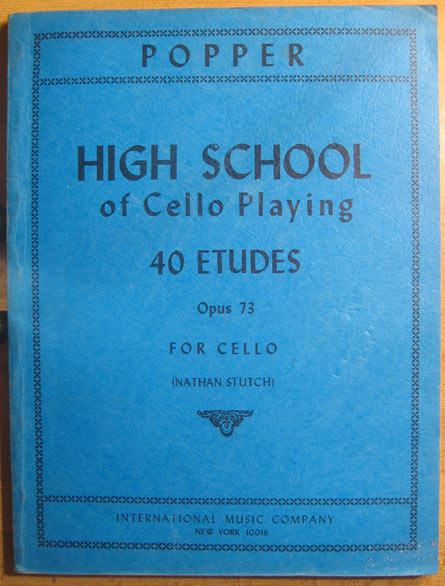 POPPER
HIGH SCHOOL
of Cello Playing
40 ETUDES
Opus 73
FOR CELLO
(NATHAN STUTCH)
INTERNATIONAL MUSIC COMPANY
NEW YORK 10016